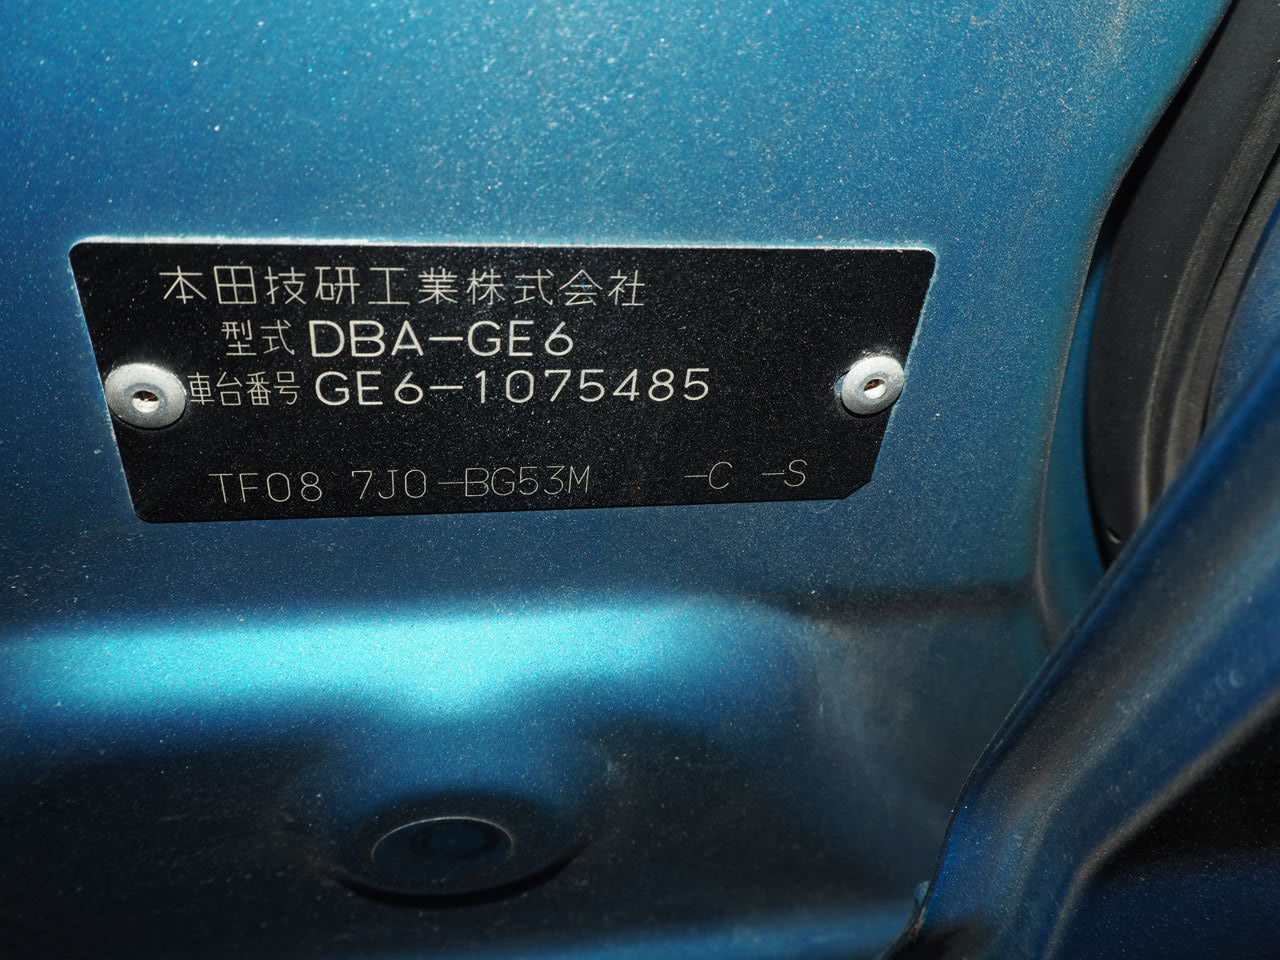 本田技研工業株式会社
型式 DBA-GE6
車台番号 GE6-1075485
TF08 7J0-BG53M -C -S